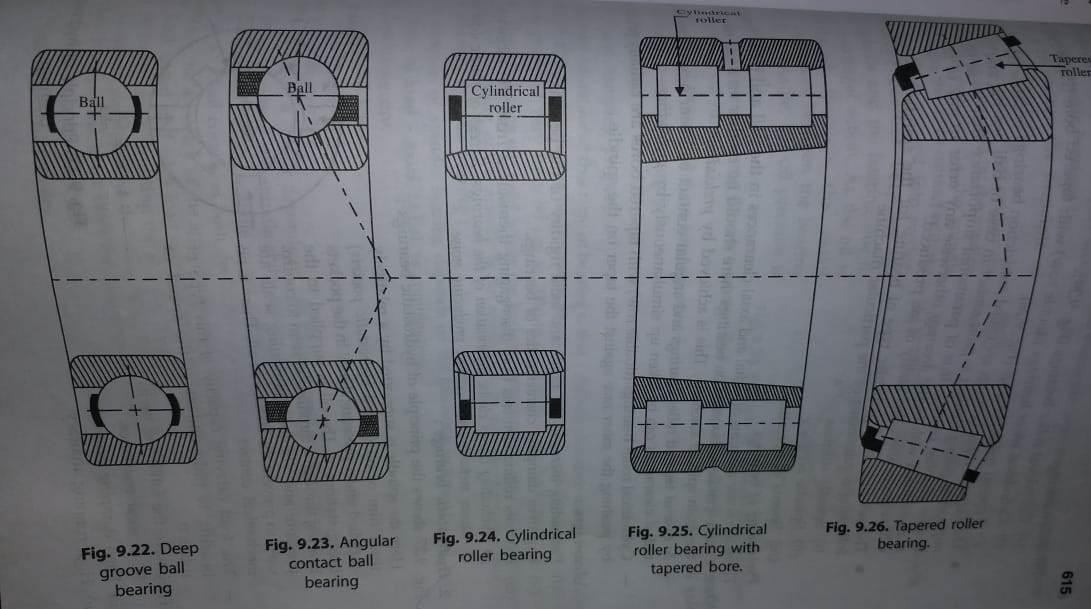 Cylindrical
roller
Ball
Ball
Cylindrical
roller
roller
Fig. 9.22. Deep
groove ball
bearing
Fig. 9.23. Angular
contact ball
bearing
Fig. 9.24. Cylindrical
roller bearing
Fig. 9.25. Cylindrical
roller bearing with
tapered bore.
Fig. 9.26. Tapered roller
bearing.
615